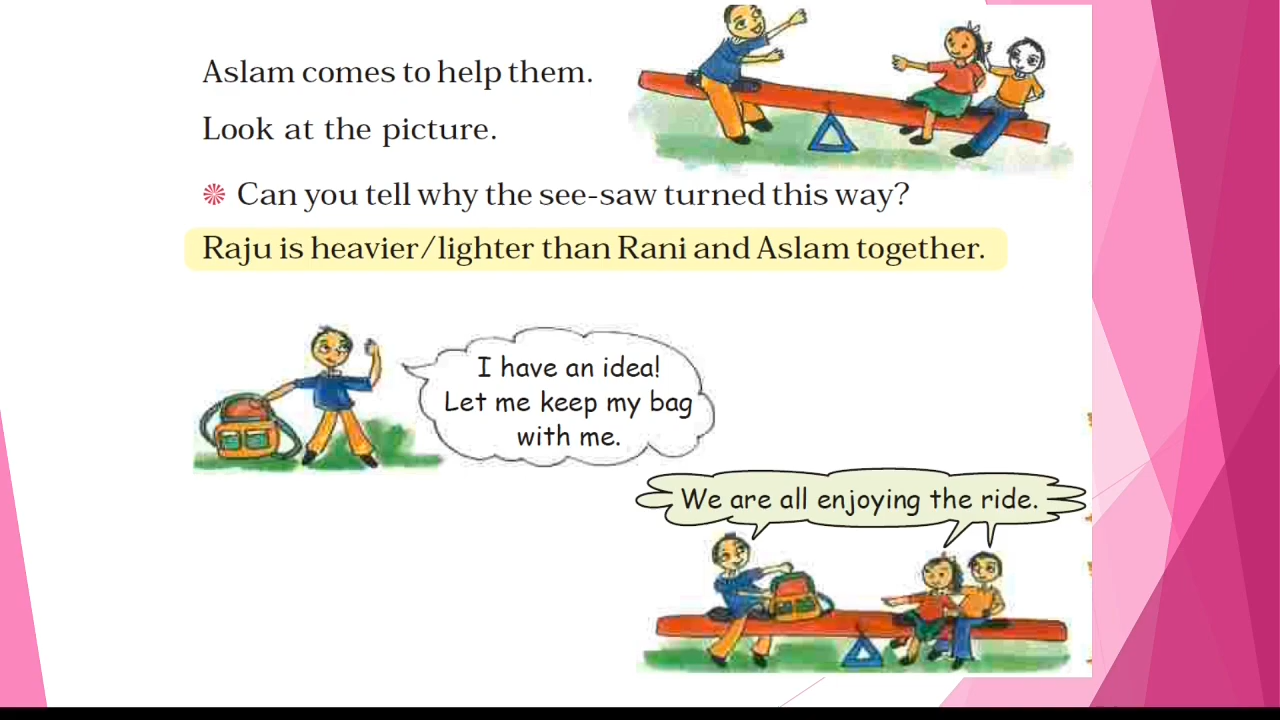 Aslam comes to help them.
Look at the picture.
Can you tell why the see-saw turned this way?
Raju is heavier/lighter than Rani and Aslam together.
I have an idea!
Let me keep my bag
with me.
We are all enjoying the ride.